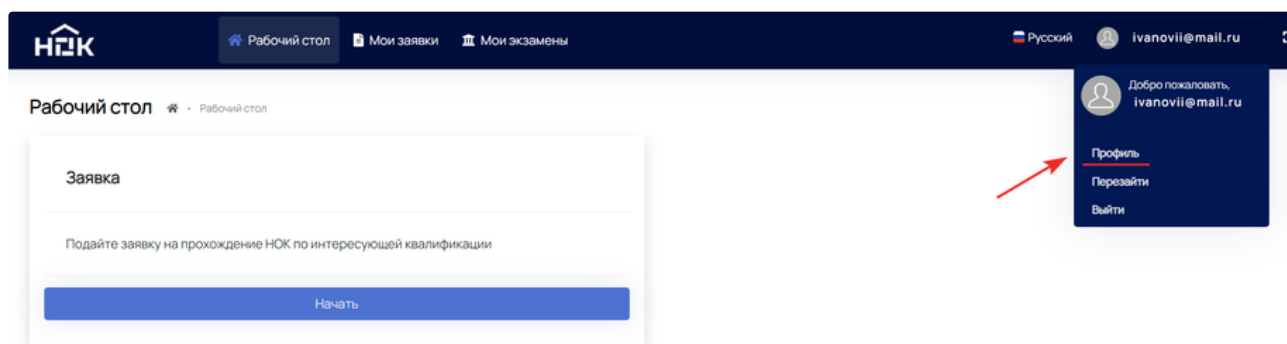 НОК
Рабочий стол
Мои заявки
Мои экзамены
Русский
ivanovii@mail.ru
Добро пожаловать,
ivanovii@mail.ru
Профиль
Перезайти
Выйти
Рабочий стол • Рабочий стол
Заявка
Подайте заявку на прохождение НОК по интересующей квалификации
Начать